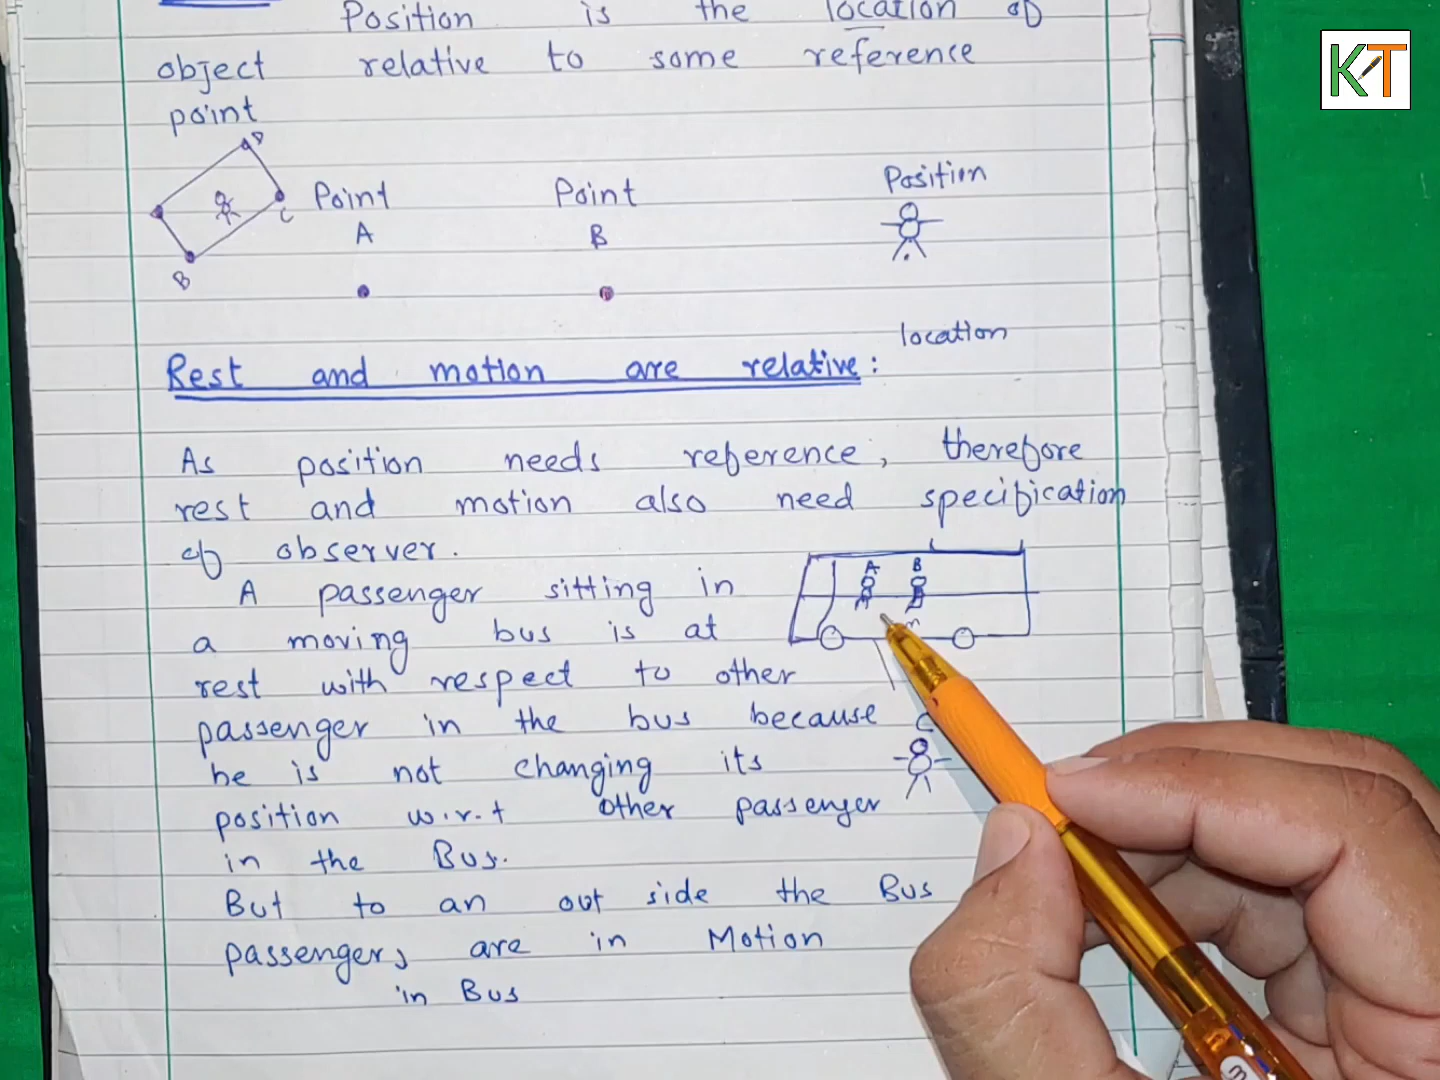 Position is the location of
object relative to some reference
point
D
C
B
Point
A
Point
B
Position
location
Rest and motion are relative:
As position needs reference, therefore
rest and motion also need specification
of observer.
A B
A passenger sitting in
a moving bus is at
rest with respect to other
passenger in the bus because
C
he is not changing its
position w.r.t other passenger
in the Bus.
But to an out side the Bus
passengers are in Motion
in Bus
KT